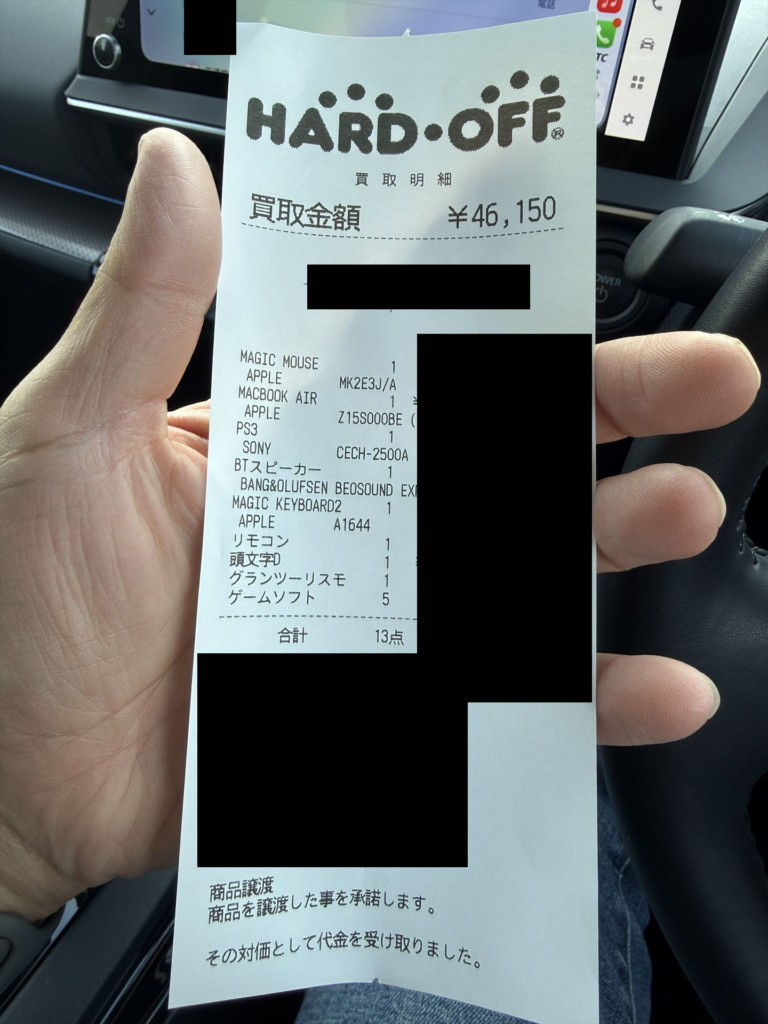 電話
TC
HARD・OFF®
買取明細
買取金額 ¥46,150
POWER
MAGIC MOUSE 1
APPLE MK2E3J/A
MACBOOK AIR 1
APPLE Z15S000BE (
PS3 1
SONY CECH-2500A
BTスピーカー 1
BANG&OLUFSEN BEOSOUND
MAGIC KEYBOARD2 1
APPLE A1644
リモコン 1
頭文字D 1
グランツーリスモ 1
ゲームソフト 5
合計 13点
商品譲渡
商品を譲渡した事を承諾します。
その対価として代金を受け取りました。